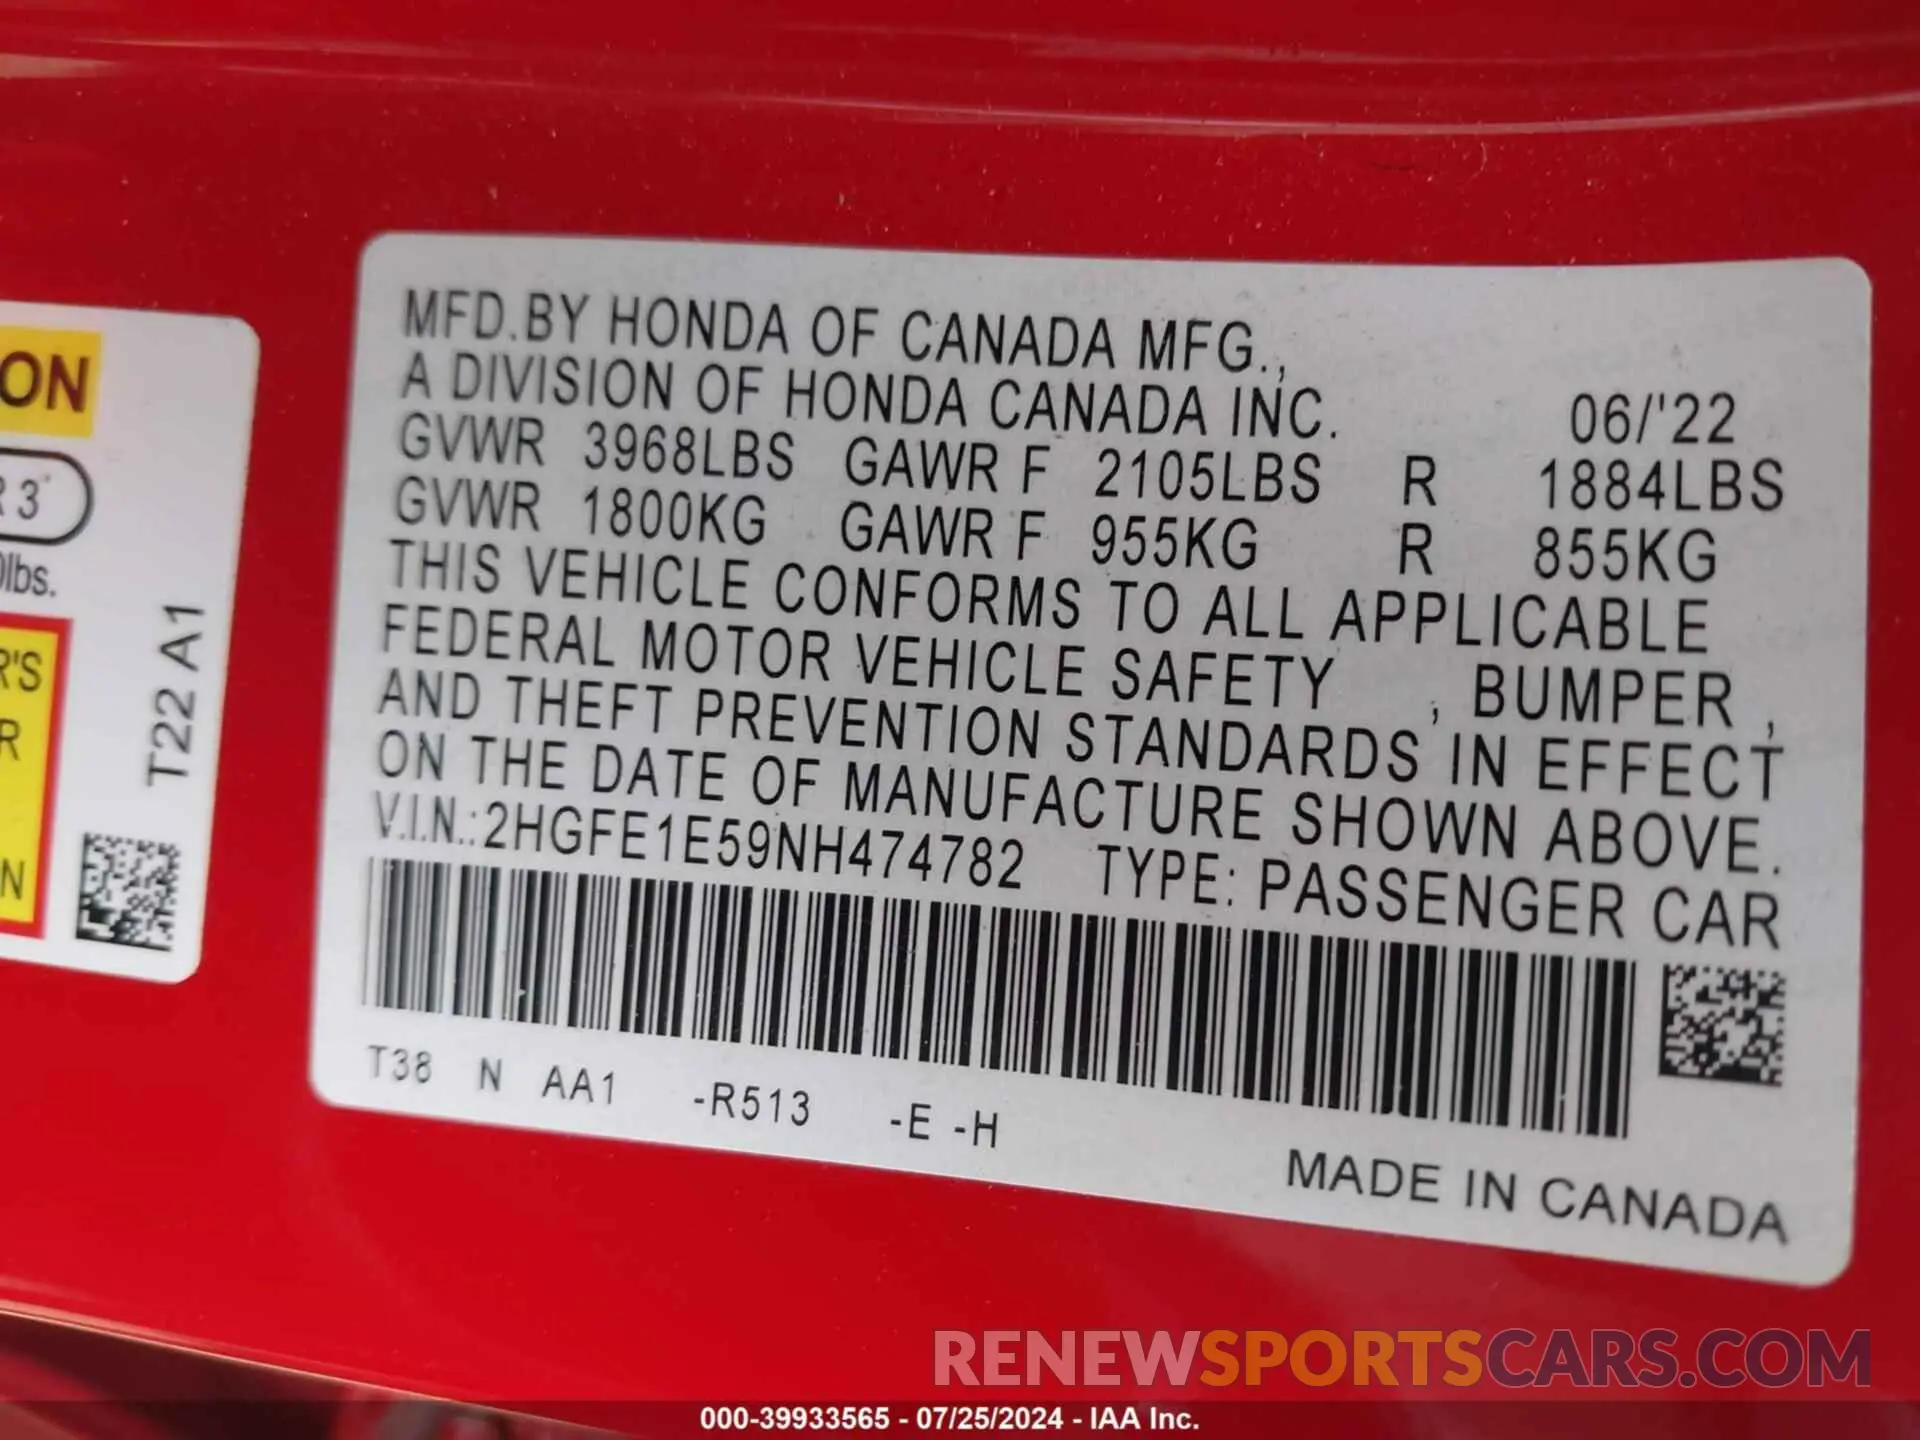 ON
R 3
lbs.
R'S
R
N
T22 A1
MFD.BY HONDA OF CANADA MFG.,
A DIVISION OF HONDA CANADA INC. 06/'22
GVWR 3968LBS GAWR F 2105LBS R 1884LBS
GVWR 1800KG GAWR F 955KG R 855KG
THIS VEHICLE CONFORMS TO ALL APPLICABLE
FEDERAL MOTOR VEHICLE SAFETY , BUMPER ,
AND THEFT PREVENTION STANDARDS IN EFFECT
ON THE DATE OF MANUFACTURE SHOWN ABOVE.
V.I.N.:2HGFE1E59NH474782 TYPE: PASSENGER CAR
T38 N AA1 -R513 -E -H
MADE IN CANADA
RENEWSPORTSCARS.COM
000-39933565 - 07/25/2024 - IAA Inc.